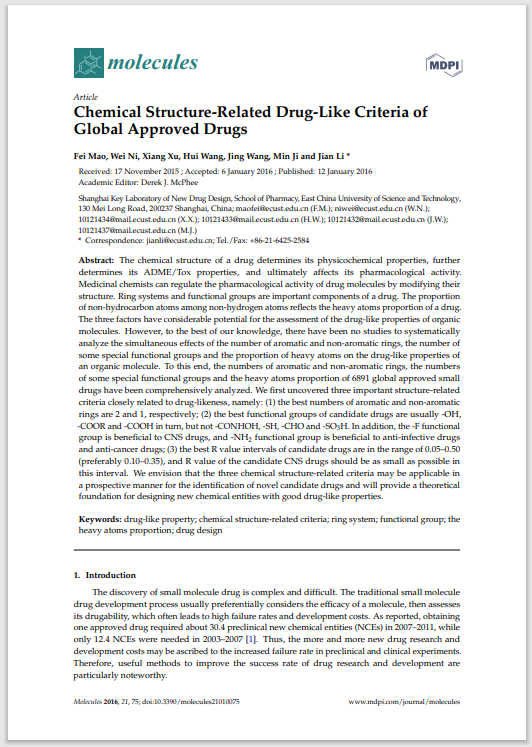 molecules
MDPI
Article
Chemical Structure-Related Drug-Like Criteria of
Global Approved Drugs
Fei Mao, Wei Ni, Xiang Xu, Hui Wang, Jing Wang, Min Ji and Jian Li *
Received: 17 November 2015 ; Accepted: 6 January 2016 ; Published: 12 January 2016
Academic Editor: Derek J. McPhee
Shanghai Key Laboratory of New Drug Design, School of Pharmacy, East China University of Science and Technology,
130 Mei Long Road, 200237 Shanghai, China; maofei@ecust.edu.cn (F.M.); niwei@ecust.edu.cn (W.N.);
10121434@mail.ecust.edu.cn (X.X.); 10121433@mail.ecust.edu.cn (H.W.); 10121432@mail.ecust.edu.cn (J.W.);
10121437@mail.ecust.edu.cn (M.J.)
* Correspondence: jianli@ecust.edu.cn; Tel./Fax: +86-21-6425-2584
Abstract: The chemical structure of a drug determines its physicochemical properties, further
determines its ADME/Tox properties, and ultimately affects its pharmacological activity.
Medicinal chemists can regulate the pharmacological activity of drug molecules by modifying their
structure. Ring systems and functional groups are important components of a drug. The proportion
of non-hydrocarbon atoms among non-hydrogen atoms reflects the heavy atoms proportion of a drug.
The three factors have considerable potential for the assessment of the drug-like properties of organic
molecules. However, to the best of our knowledge, there have been no studies to systematically
analyze the simultaneous effects of the number of aromatic and non-aromatic rings, the number of
some special functional groups and the proportion of heavy atoms on the drug-like properties of
an organic molecule. To this end, the numbers of aromatic and non-aromatic rings, the numbers
of some special functional groups and the heavy atoms proportion of 6891 global approved small
drugs have been comprehensively analyzed. We first uncovered three important structure-related
criteria closely related to drug-likeness, namely: (1) the best numbers of aromatic and non-aromatic
rings are 2 and 1, respectively; (2) the best functional groups of candidate drugs are usually -OH,
-COOR and -COOH in turn, but not -CONHOH, -SH, -CHO and -SO3H. In addition, the -F functional
group is beneficial to CNS drugs, and -NH2 functional group is beneficial to anti-infective drugs
and anti-cancer drugs; (3) the best R value intervals of candidate drugs are in the range of 0.05–0.50
(preferably 0.10–0.35), and R value of the candidate CNS drugs should be as small as possible in
this interval. We envision that the three chemical structure-related criteria may be applicable in
a prospective manner for the identification of novel candidate drugs and will provide a theoretical
foundation for designing new chemical entities with good drug-like properties.
Keywords: drug-like property; chemical structure-related criteria; ring system; functional group; the
heavy atoms proportion; drug design
1. Introduction
The discovery of small molecule drug is complex and difficult. The traditional small molecule
drug development process usually preferentially considers the efficacy of a molecule, then assesses
its drugability, which often leads to high failure rates and development costs. As reported, obtaining
one approved drug required about 30.4 preclinical new chemical entities (NCEs) in 2007–2011, while
only 12.4 NCEs were needed in 2003–2007 [1]. Thus, the more and more new drug research and
development costs may be ascribed to the increased failure rate in preclinical and clinical experiments.
Therefore, useful methods to improve the success rate of drug research and development are
particularly noteworthy.
Molecules 2016, 21, 75; doi:10.3390/molecules21010075
www.mdpi.com/journal/molecules